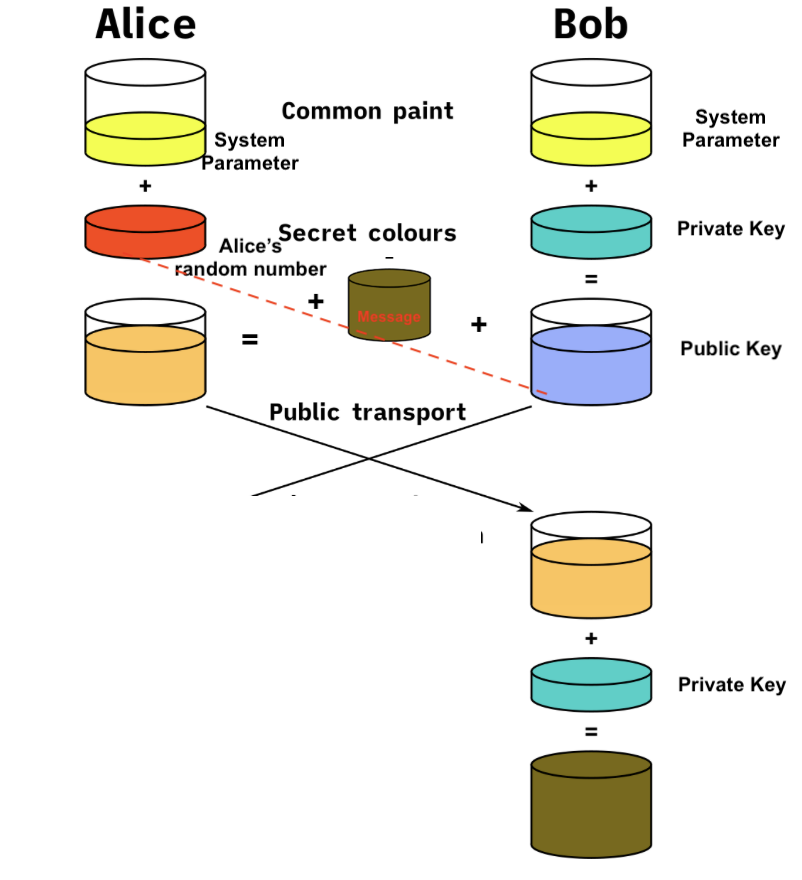 Alice
Bob
Common paint
System
Parameter
System
Parameter
+
+
Secret colours
Alice's
random number
Private Key
=
+
Message
+
=
Public Key
Public transport
+
Private Key
=